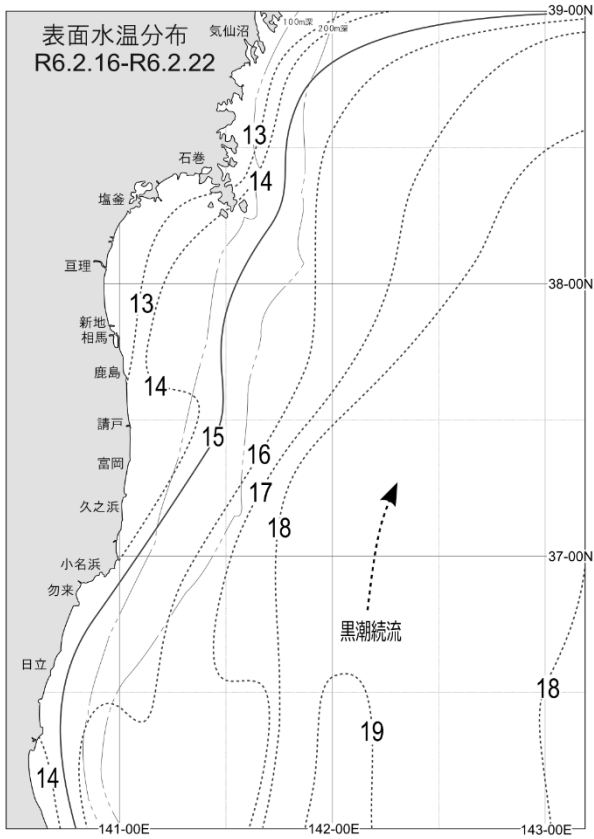 表面水温分布
R6.2.16-R6.2.22
気仙沼
100m深
200m深
39-00N
13
石巻
14
塩釜
亘理
38-00N
13
新地
相馬
鹿島
14
請戸
15
16
富岡
17
久之浜
18
37-00N
小名浜
勿来
黒潮続流
日立
18
19
14
141-00E
142-00E
143-00E